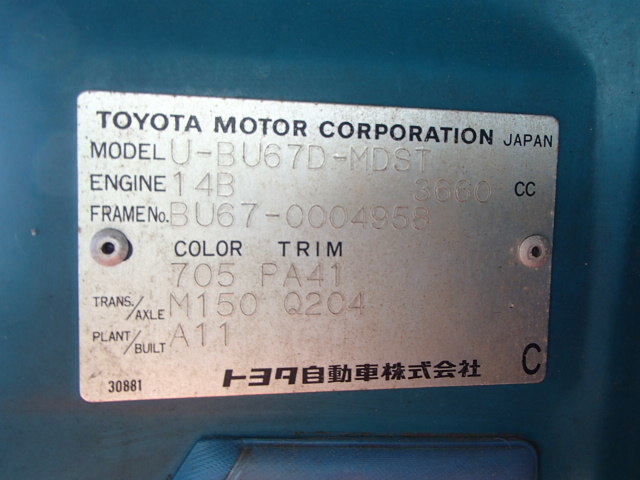 TOYOTA MOTOR CORPORATION JAPAN
MODEL U-BU67D-MDST
ENGINE 14B 3660 CC
FRAME No. BU67-0004958
COLOR TRIM
705 PA41
TRANS./AXLE M150 Q204
PLANT/BUILT A11
30881 トヨタ自動車株式会社 C